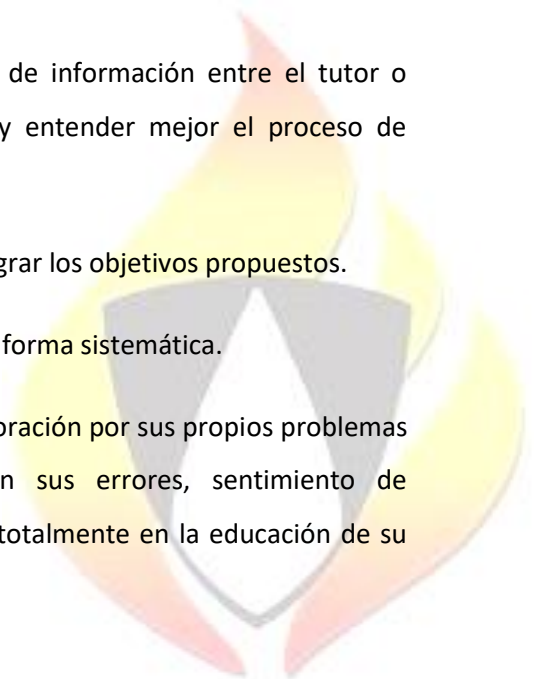 de información entre el tutor o
y entender mejor el proceso de
grar los objetivos propuestos.
forma sistemática.
oración por sus propios problemas
n sus errores, sentimiento de
totalmente en la educación de su